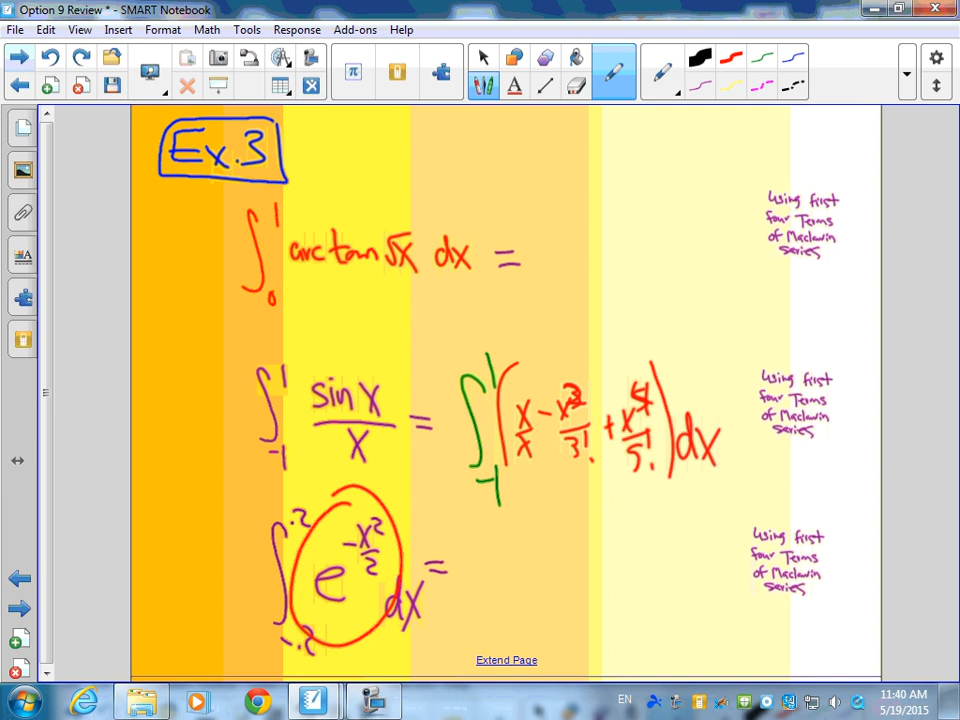 Option 9 Review * - SMART Notebook
File Edit View Insert Format Math Tools Response Add-ons Help
Ex.3
∫₀¹ arctan √x dx =
Using first
four Terms
of Maclaurin
series
∫₋₁¹ sin x / x = ∫₋₁¹ (x/x - x²/3! + x⁴/5!) dx
Using first
four Terms
of Maclaurin
series
∫₋.₂^.2 e^(-x²/2) dx =
Using first
four Terms
of Maclaurin
series
Extend Page
EN
11:40 AM
5/19/2015